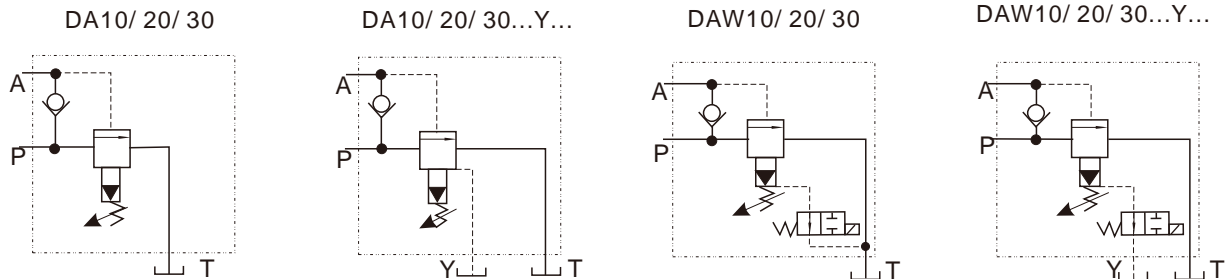 DA10/ 20/ 30
DA10/ 20/ 30...Y...
DAW10/ 20/ 30
DAW10/ 20/ 30...Y...
A
P
T
A
P
Y
T
A
P
T
A
P
Y
T